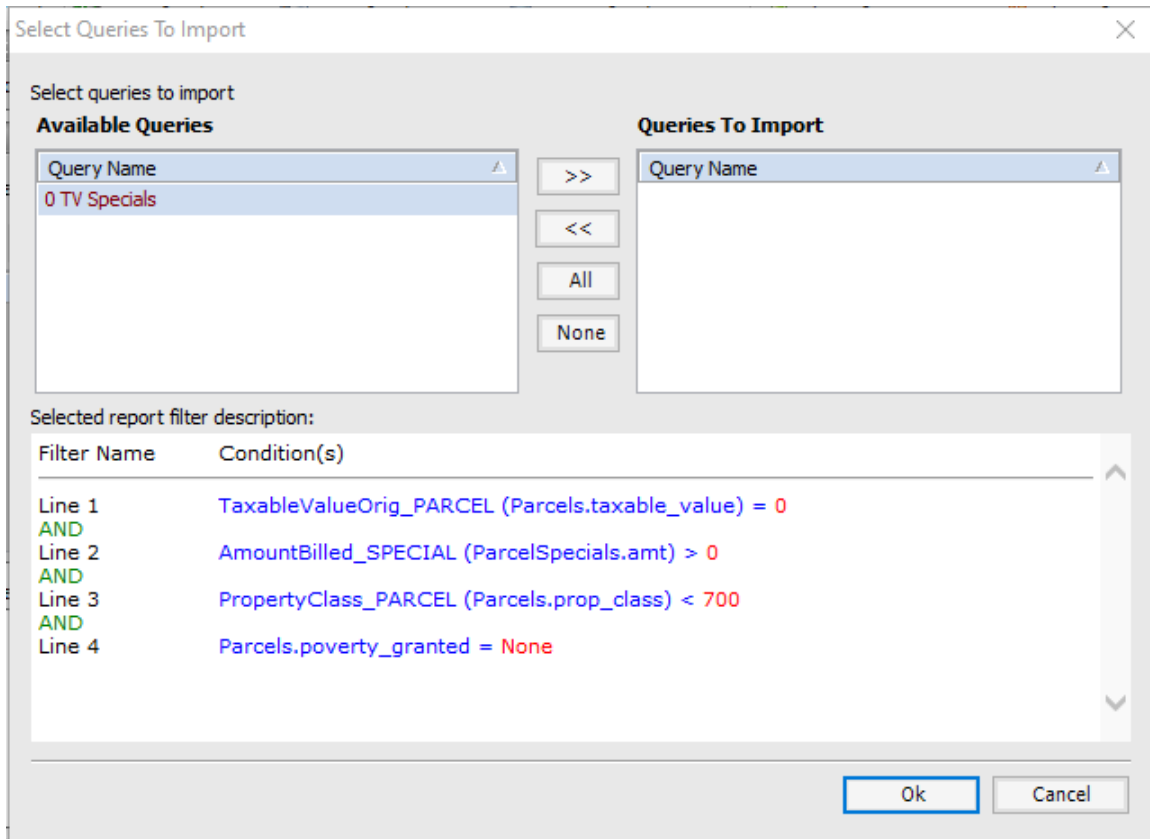 Select Queries To Import
Select queries to import
Available Queries
Queries To Import
Query Name
0 TV Specials
>>
<<
All
None
Query Name
Selected report filter description:
Filter Name Condition(s)
Line 1 TaxableValueOrig_PARCEL (Parcels.taxable_value) = 0
AND
Line 2 AmountBilled_SPECIAL (ParcelSpecials.amt) > 0
AND
Line 3 PropertyClass_PARCEL (Parcels.prop_class) < 700
AND
Line 4 Parcels.poverty_granted = None
Ok
Cancel